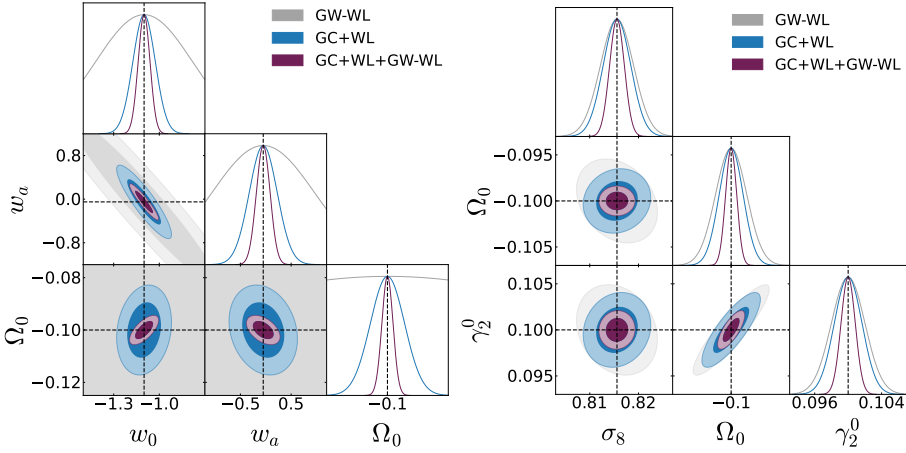 GW-WL
GC+WL
GC+WL+GW-WL
0.8
0.0
−0.8
w_a
−0.08
−0.10
−0.12
Ω_0
−1.3 −1.0
−0.5 0.5
−0.1
w_0
w_a
Ω_0
GW-WL
GC+WL
GC+WL+GW-WL
−0.095
−0.100
−0.105
Ω_0
0.105
0.100
0.095
γ_2^0
0.81 0.82
−0.1
0.096 0.104
σ_8
Ω_0
γ_2^0